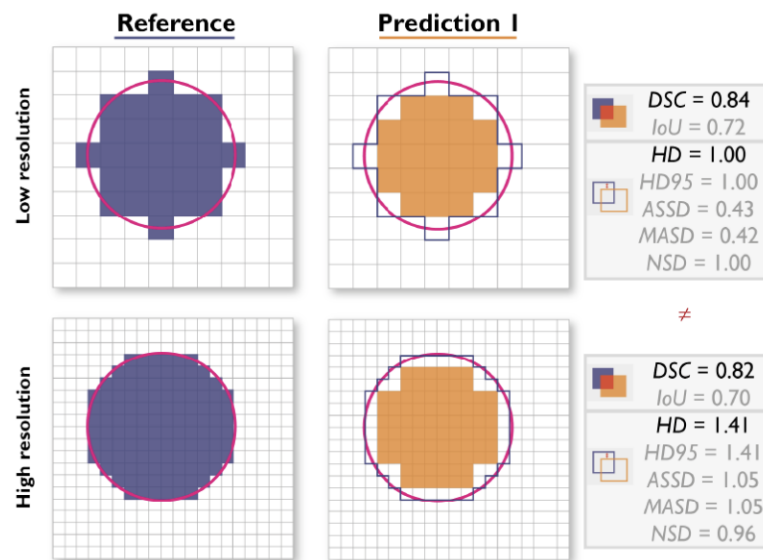 Reference
Prediction 1
Low resolution
DSC = 0.84
IoU = 0.72
HD = 1.00
HD95 = 1.00
ASSD = 0.43
MASD = 0.42
NSD = 1.00
≠
High resolution
DSC = 0.82
IoU = 0.70
HD = 1.41
HD95 = 1.41
ASSD = 1.05
MASD = 1.05
NSD = 0.96